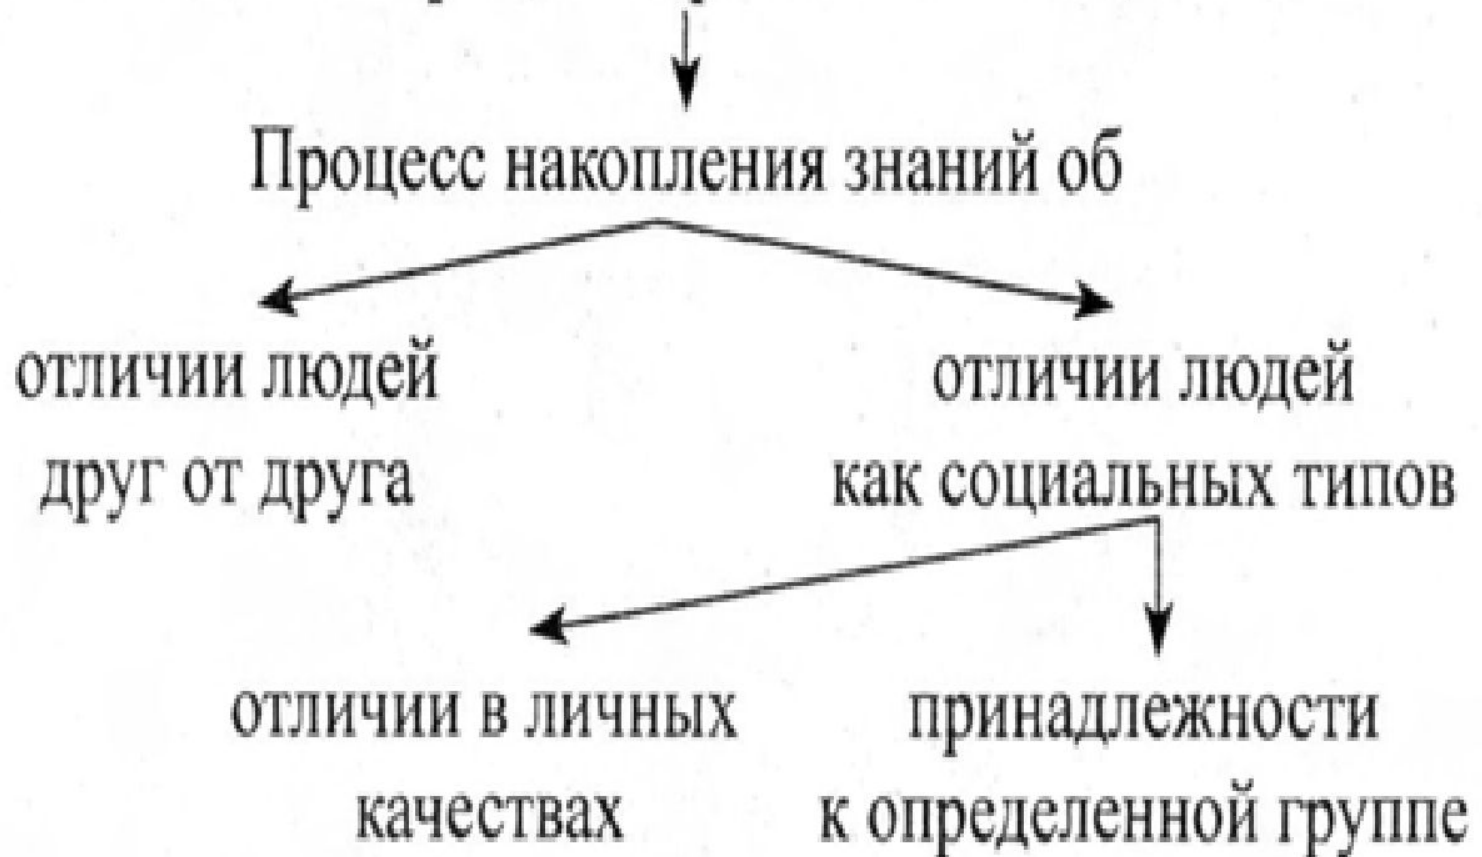 Процесс накопления знаний об
отличии людей
друг от друга
отличии людей
как социальных типов
отличии в личных
качествах
принадлежности
к определенной группе